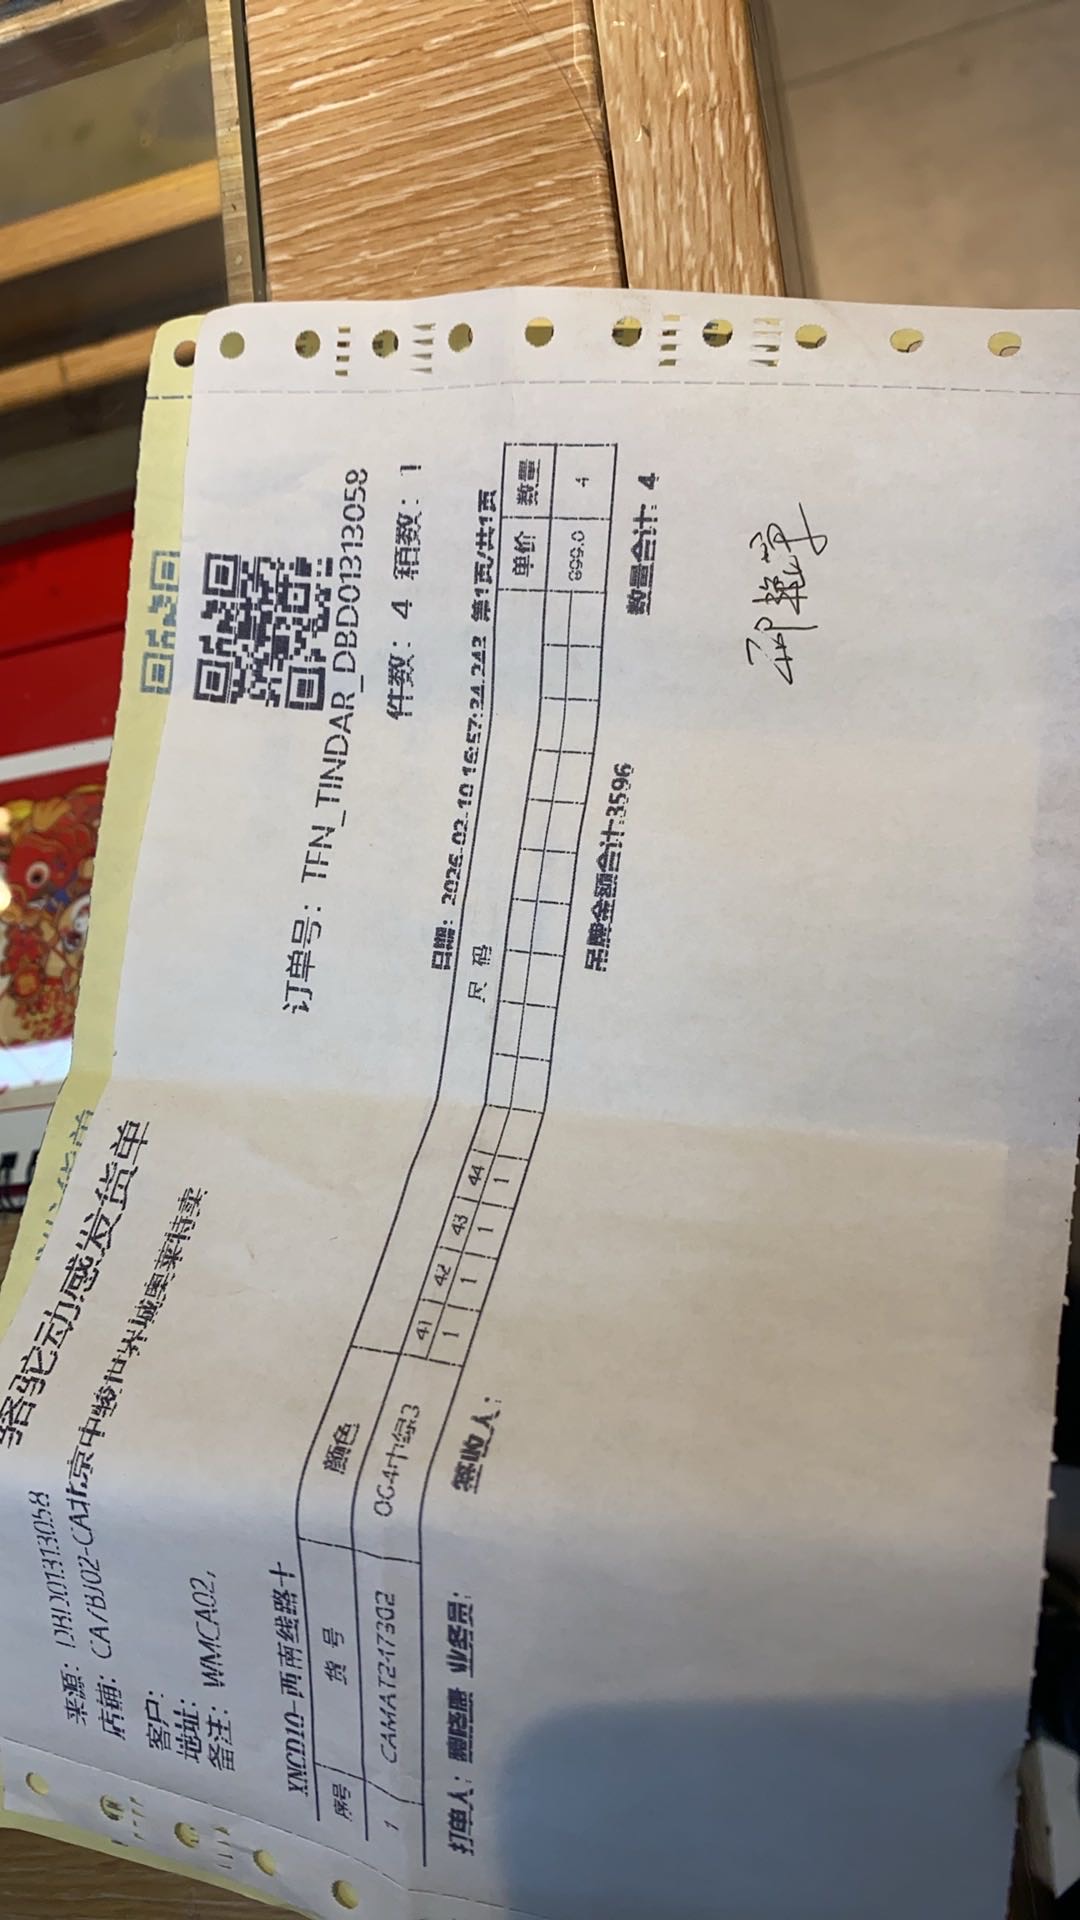 骆驼动感发货单
来源: DBD01313058
店铺: CA7BJ02-CA北京中骏世界城奥莱特卖
客户:
地址:
备注: WMCA02,
订单号: TFN_TINDAR_DBD01313058
件数: 4 箱数: 1
XNCD10-西南线路十
日期: 2026-02-10 16:57:24.242 第1页/共1页
序号 货号 颜色 尺码 单价 数量
41 42 43 44
1 CAMAT247302 0C4中绿3 1 1 1 1 899.0 4
打单人: 业务员: 签收人: 吊牌金额合计:3596 数量合计: 4